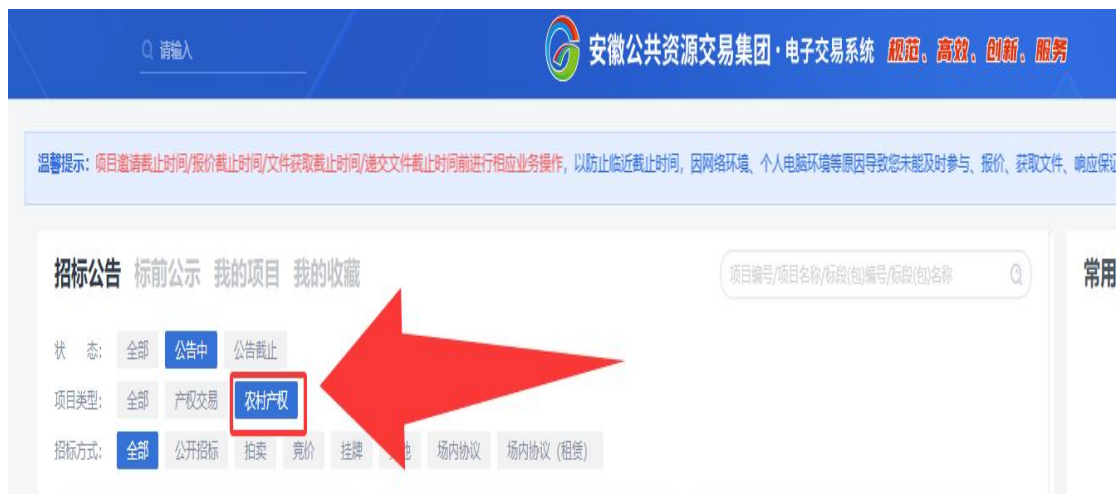 请输入
安徽公共资源交易集团·电子交易系统 规范、高效、创新、服务
温馨提示：项目邀请截止时间/报价截止时间/文件获取截止时间/递交文件截止时间前进行相应业务操作，以防止临近截止时间，因网络环境、个人电脑环境等原因导致您未能及时参与、报价、获取文件、响应保证
招标公告 标前公示 我的项目 我的收藏
项目编号/项目名称/标段(包)编号/标段(包)名称
常用
状 态: 全部 公告中 公告截止
项目类型: 全部 产权交易 农村产权
招标方式: 全部 公开招标 拍卖 竞价 挂牌 场内协议 场内协议（租赁）